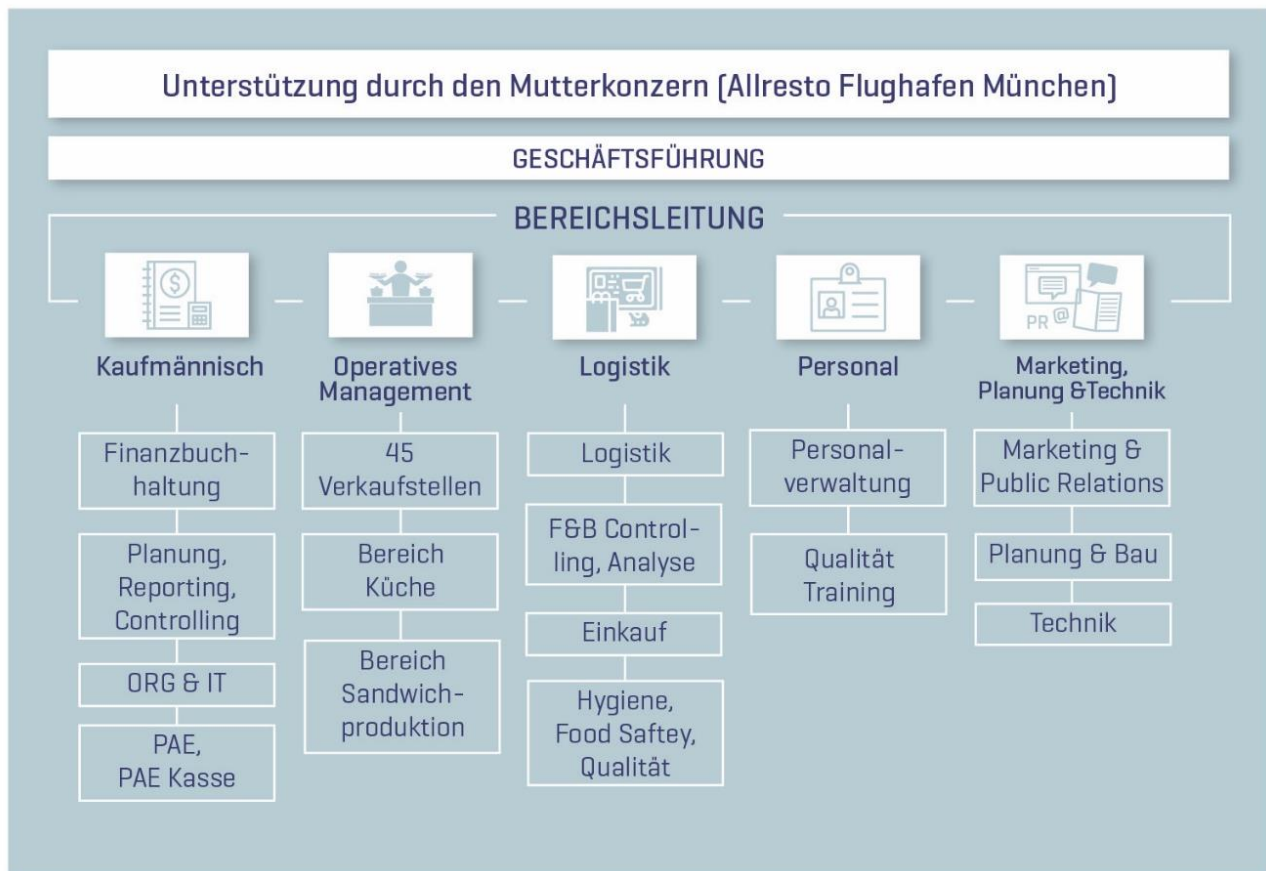 Unterstützung durch den Mutterkonzern (Allresto Flughafen München)
GESCHÄFTSFÜHRUNG
BEREICHSLEITUNG
PR @
Kaufmännisch
Finanzbuch-
haltung
Planung,
Reporting,
Controlling
ORG & IT
PAE,
PAE Kasse
Operatives
Management
45
Verkaufstellen
Bereich
Küche
Bereich
Sandwich-
produktion
Logistik
Logistik
F&B Control-
ling, Analyse
Einkauf
Hygiene,
Food Saftey,
Qualität
Personal
Personal-
verwaltung
Qualität
Training
Marketing,
Planung &Technik
Marketing &
Public Relations
Planung & Bau
Technik